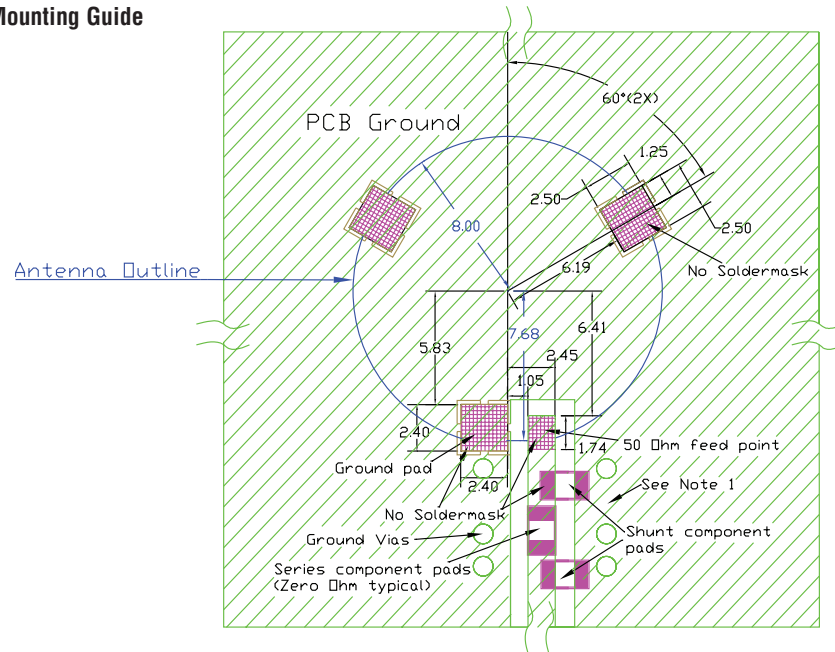 Mounting Guide
60°(2X)
PCB Ground
1.25
2.50
8.00
2.50
6.19
No Soldermask
Antenna Outline
7.68
6.41
5.83
2.45
1.05
2.40
1.74
50 Ohm feed point
Ground pad
2.40
See Note 1
No Soldermask
Ground Vias
Shunt component
pads
Series component pads
(Zero Ohm typical)